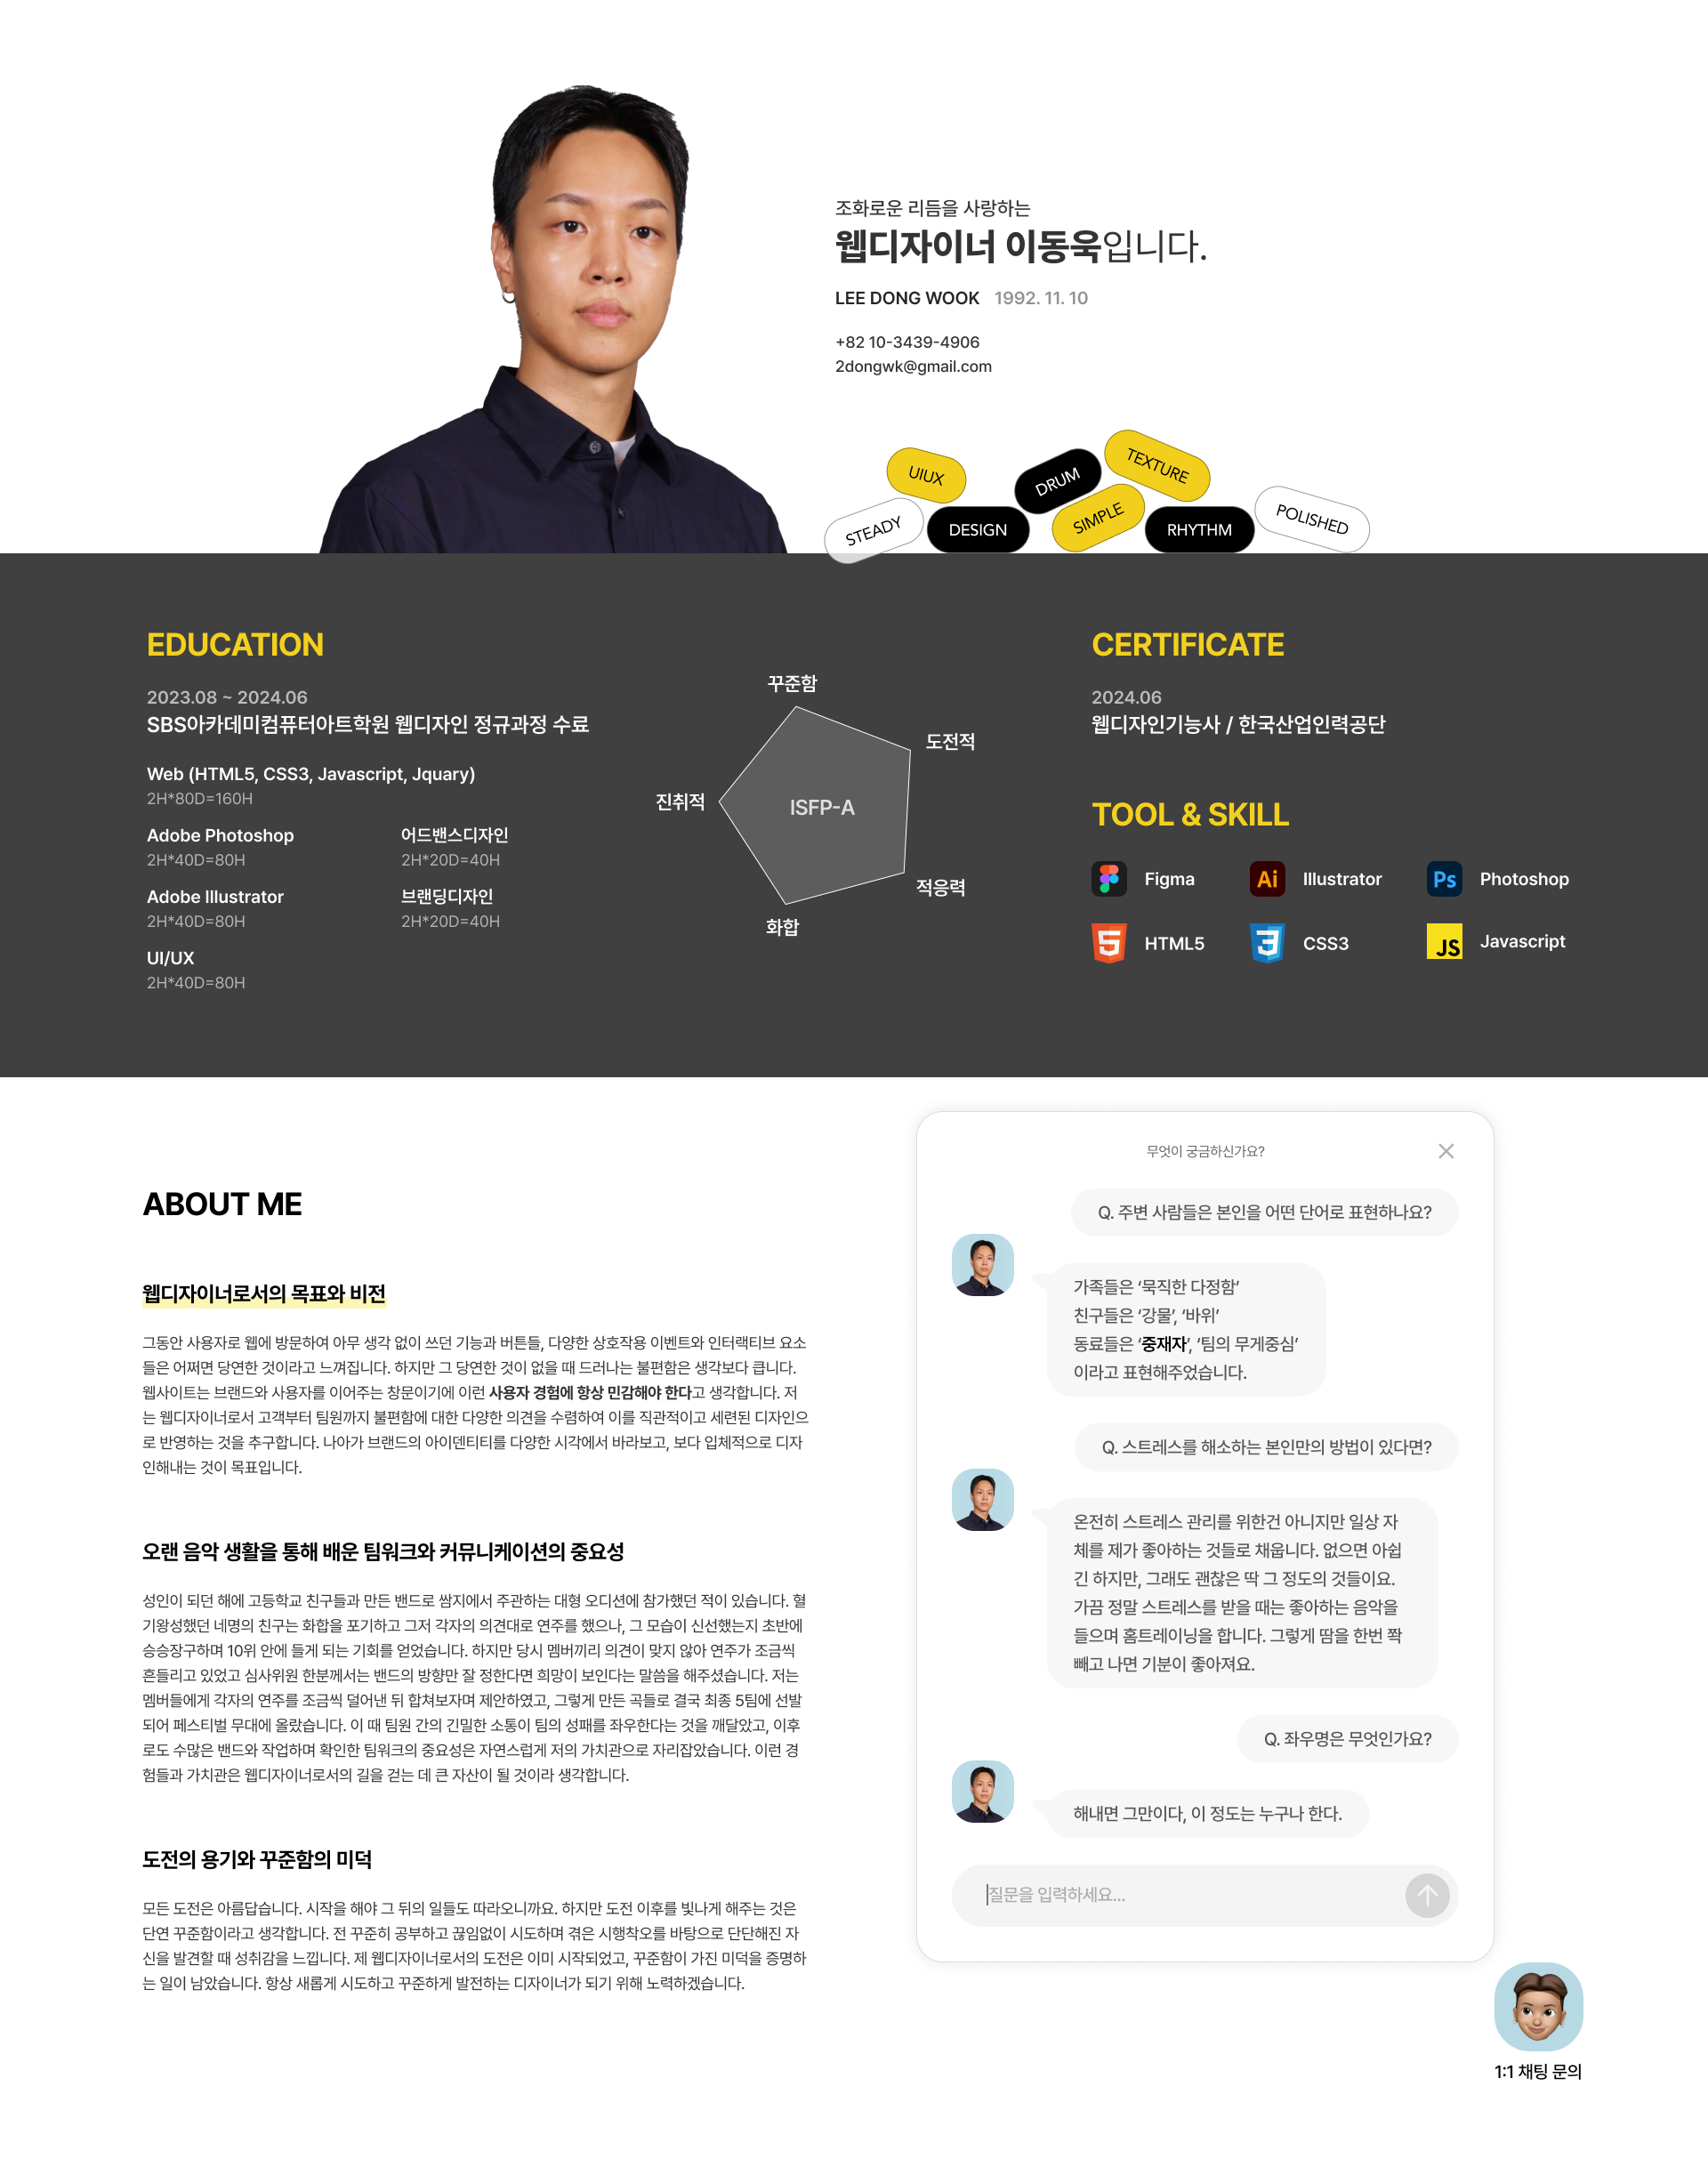 조화로운 리듬을 사랑하는
웹디자이너 이동욱입니다.
LEE DONG WOOK 1992. 11. 10
+82 10-3439-4906
2dongwk@gmail.com
UIUX
DRUM
TEXTURE
STEADY
DESIGN
SIMPLE
RHYTHM
POLISHED
EDUCATION
2023.08 ~ 2024.06
SBS아카데미컴퓨터아트학원 웹디자인 정규과정 수료
Web (HTML5, CSS3, Javascript, Jquary)
2H*80D=160H
Adobe Photoshop
2H*40D=80H
어드밴스디자인
2H*20D=40H
Adobe Illustrator
2H*40D=80H
브랜딩디자인
2H*20D=40H
UI/UX
2H*40D=80H
꾸준함
도전적
진취적
ISFP-A
적응력
화합
CERTIFICATE
2024.06
웹디자인기능사 / 한국산업인력공단
TOOL & SKILL
Figma
Ai
Illustrator
Ps
Photoshop
5
HTML5
3
CSS3
JS
Javascript
ABOUT ME
웹디자이너로서의 목표와 비전
그동안 사용자로 웹에 방문하여 아무 생각 없이 쓰던 기능과 버튼들, 다양한 상호작용 이벤트와 인터랙티브 요소
들은 어쩌면 당연한 것이라고 느껴집니다. 하지만 그 당연한 것이 없을 때 드러나는 불편함은 생각보다 큽니다.
웹사이트는 브랜드와 사용자를 이어주는 창문이기에 이런 사용자 경험에 항상 민감해야 한다고 생각합니다. 저
는 웹디자이너로서 고객부터 팀원까지 불편함에 대한 다양한 의견을 수렴하여 이를 직관적이고 세련된 디자인으
로 반영하는 것을 추구합니다. 나아가 브랜드의 아이덴티티를 다양한 시각에서 바라보고, 보다 입체적으로 디자
인해내는 것이 목표입니다.
오랜 음악 생활을 통해 배운 팀워크와 커뮤니케이션의 중요성
성인이 되던 해에 고등학교 친구들과 만든 밴드로 쌈지에서 주관하는 대형 오디션에 참가했던 적이 있습니다. 혈
기왕성했던 네명의 친구는 화합을 포기하고 그저 각자의 의견대로 연주를 했으나, 그 모습이 신선했는지 초반에
승승장구하며 10위 안에 들게 되는 기회를 얻었습니다. 하지만 당시 멤버끼리 의견이 맞지 않아 연주가 조금씩
흔들리고 있었고 심사위원 한분께서는 밴드의 방향만 잘 정한다면 희망이 보인다는 말씀을 해주셨습니다. 저는
멤버들에게 각자의 연주를 조금씩 덜어낸 뒤 합쳐보자며 제안하였고, 그렇게 만든 곡들로 결국 최종 5팀에 선발
되어 페스티벌 무대에 올랐습니다. 이 때 팀원 간의 긴밀한 소통이 팀의 성패를 좌우한다는 것을 깨달았고, 이후
로도 수많은 밴드와 작업하며 확인한 팀워크의 중요성은 자연스럽게 저의 가치관으로 자리잡았습니다. 이런 경
험들과 가치관은 웹디자이너로서의 길을 걷는 데 큰 자산이 될 것이라 생각합니다.
도전의 용기와 꾸준함의 미덕
모든 도전은 아름답습니다. 시작을 해야 그 뒤의 일들도 따라오니까요. 하지만 도전 이후를 빛나게 해주는 것은
단연 꾸준함이라고 생각합니다. 전 꾸준히 공부하고 끊임없이 시도하며 겪은 시행착오를 바탕으로 단단해진 자
신을 발견할 때 성취감을 느낍니다. 제 웹디자이너로서의 도전은 이미 시작되었고, 꾸준함이 가진 미덕을 증명하
는 일이 남았습니다. 항상 새롭게 시도하고 꾸준하게 발전하는 디자이너가 되기 위해 노력하겠습니다.
무엇이 궁금하신가요?
Q. 주변 사람들은 본인을 어떤 단어로 표현하나요?
가족들은 ‘묵직한 다정함’
친구들은 ‘강물’, ‘바위’
동료들은 ‘중재자’, ‘팀의 무게중심’
이라고 표현해주었습니다.
Q. 스트레스를 해소하는 본인만의 방법이 있다면?
온전히 스트레스 관리를 위한건 아니지만 일상 자
체를 제가 좋아하는 것들로 채웁니다. 없으면 아쉽
긴 하지만, 그래도 괜찮은 딱 그 정도의 것들이요.
가끔 정말 스트레스를 받을 때는 좋아하는 음악을
들으며 홈트레이닝을 합니다. 그렇게 땀을 한번 쫙
빼고 나면 기분이 좋아져요.
Q. 좌우명은 무엇인가요?
해내면 그만이다, 이 정도는 누구나 한다.
질문을 입력하세요...
1:1 채팅 문의